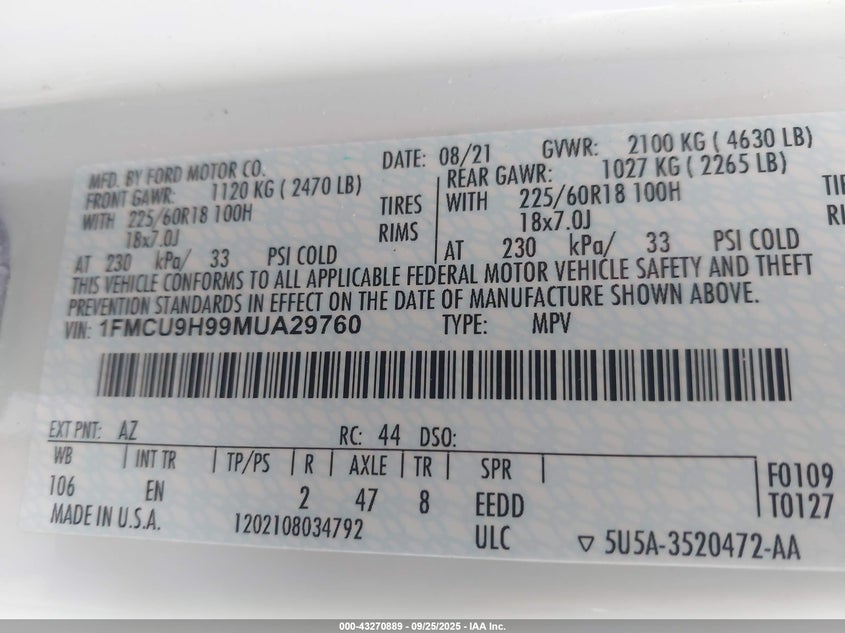 MFD. BY FORD MOTOR CO. DATE: 08/21 GVWR: 2100 KG ( 4630 LB)
FRONT GAWR: 1120 KG ( 2470 LB) REAR GAWR: 1027 KG ( 2265 LB)
WITH 225/60R18 100H TIRES WITH 225/60R18 100H
18x7.0J RIMS 18x7.0J
AT 230 kPa/ 33 PSI COLD AT 230 kPa/ 33 PSI COLD
THIS VEHICLE CONFORMS TO ALL APPLICABLE FEDERAL MOTOR VEHICLE SAFETY AND THEFT
PREVENTION STANDARDS IN EFFECT ON THE DATE OF MANUFACTURE SHOWN ABOVE.
VIN: 1FMCU9H99MUA29760 TYPE: MPV
EXT PNT: AZ RC: 44 DSO:
WB INT TR TP/PS R AXLE TR SPR
106 EN 2 47 8 EEDD
F0109
T0127
MADE IN U.S.A. 1202108034792 ULC 5U5A-3520472-AA
000-43270889 - 09/25/2025 - IAA Inc.